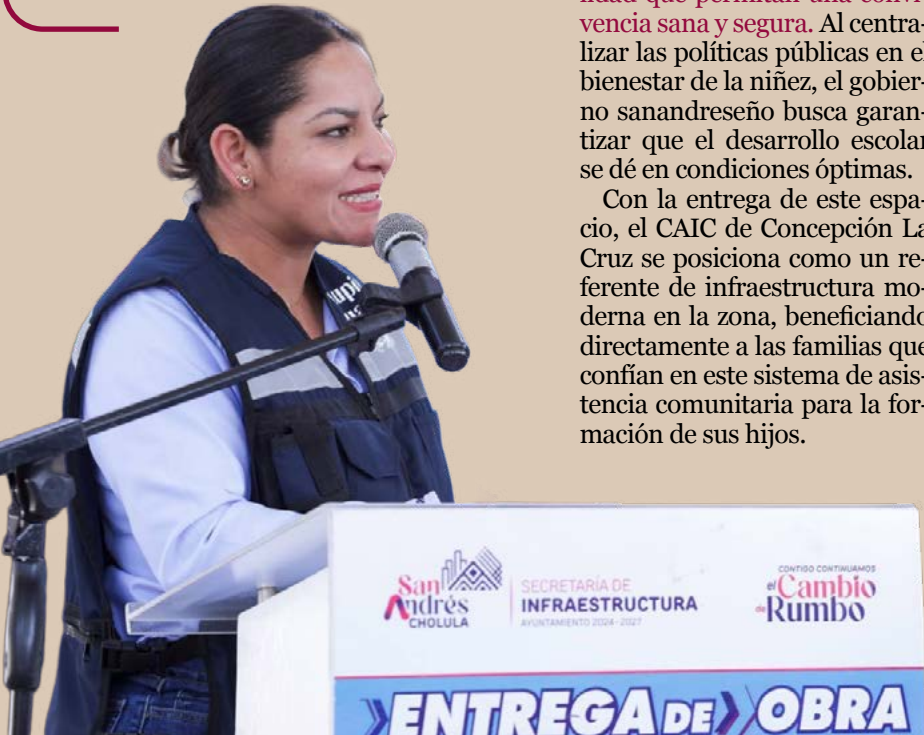 lidad que permitan una convi-
vencia sana y segura. Al centra-
lizar las políticas públicas en el
bienestar de la niñez, el gobier-
no sanandreseño busca garan-
tizar que el desarrollo escolar
se dé en condiciones óptimas.
Con la entrega de este espa-
cio, el CAIC de Concepción La
Cruz se posiciona como un re-
ferente de infraestructura mo-
derna en la zona, beneficiando
directamente a las familias que
confían en este sistema de asis-
tencia comunitaria para la for-
mación de sus hijos.
San
Andrés
CHOLULA
SECRETARÍA DE
INFRAESTRUCTURA
AYUNTAMIENTO 2024 - 2027
CONTIGO CONTINUAMOS
el Cambio
de Rumbo
ENTREGA DE OBRA